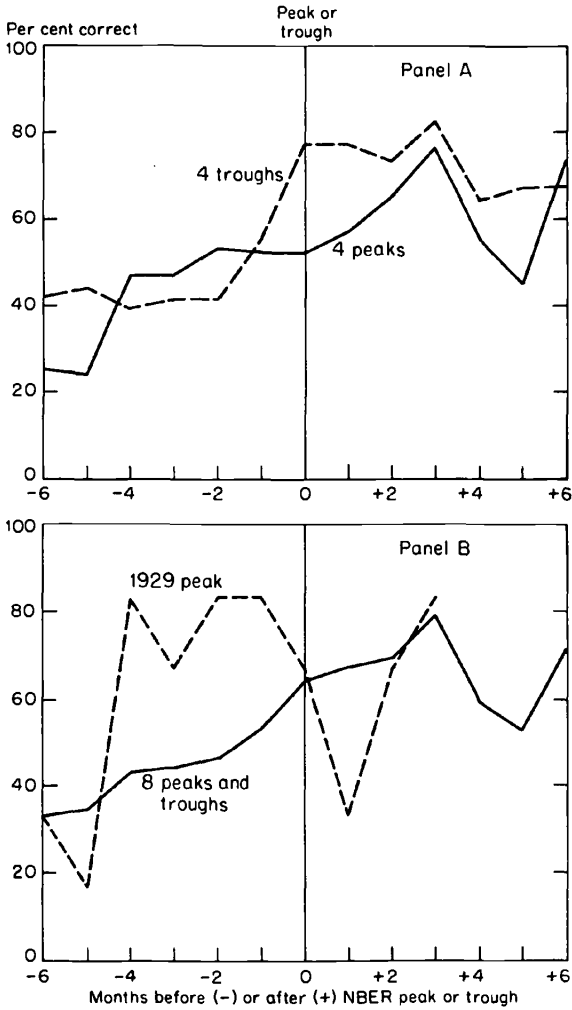 Per cent correct
Peak or
trough
100
80
60
40
20
0
Panel A
4 troughs
4 peaks
-6
-4
-2
0
+2
+4
+6
100
80
60
40
20
0
Panel B
1929 peak
8 peaks and
troughs
-6
-4
-2
0
+2
+4
+6
Months before (-) or after (+) NBER peak or trough